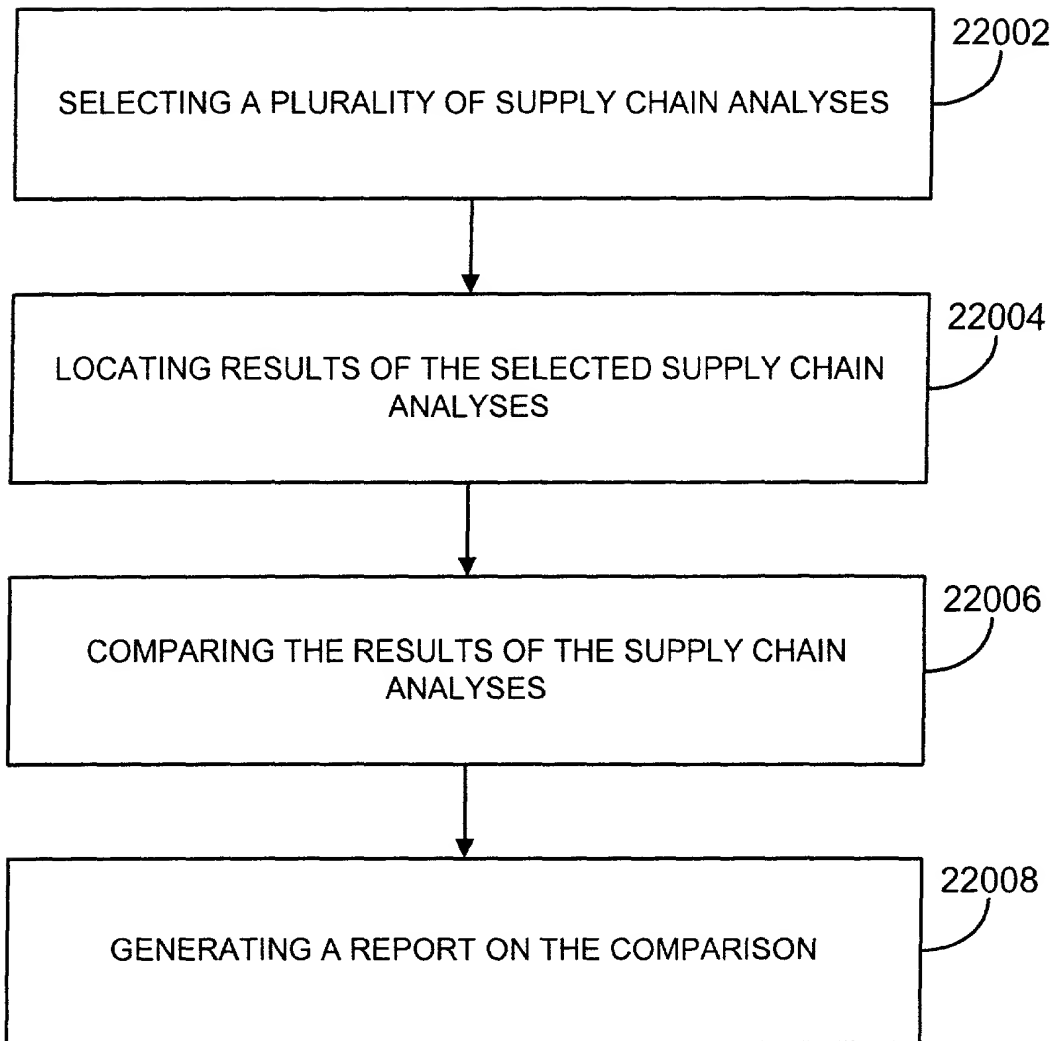 22002
SELECTING A PLURALITY OF SUPPLY CHAIN ANALYSES
22004
LOCATING RESULTS OF THE SELECTED SUPPLY CHAIN
ANALYSES
22006
COMPARING THE RESULTS OF THE SUPPLY CHAIN
ANALYSES
22008
GENERATING A REPORT ON THE COMPARISON